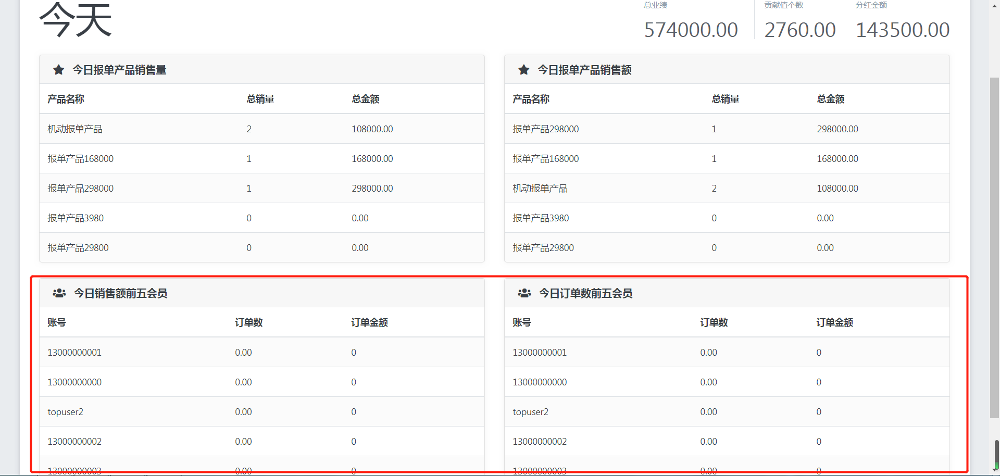 今天
总业绩 贡献值个数 分红金额
574000.00 2760.00 143500.00
今日报单产品销售量
产品名称 总销量 总金额
机动报单产品 2 108000.00
报单产品168000 1 168000.00
报单产品298000 1 298000.00
报单产品3980 0 0.00
报单产品29800 0 0.00
今日报单产品销售额
产品名称 总销量 总金额
报单产品298000 1 298000.00
报单产品168000 1 168000.00
机动报单产品 2 108000.00
报单产品3980 0 0.00
报单产品29800 0 0.00
今日销售额前五会员
账号 订单数 订单金额
13000000001 0.00 0
13000000000 0.00 0
topuser2 0.00 0
13000000002 0.00 0
13000000003 0.00 0
今日订单数前五会员
账号 订单数 订单金额
13000000001 0.00 0
13000000000 0.00 0
topuser2 0.00 0
13000000002 0.00 0
13000000003 0.00 0